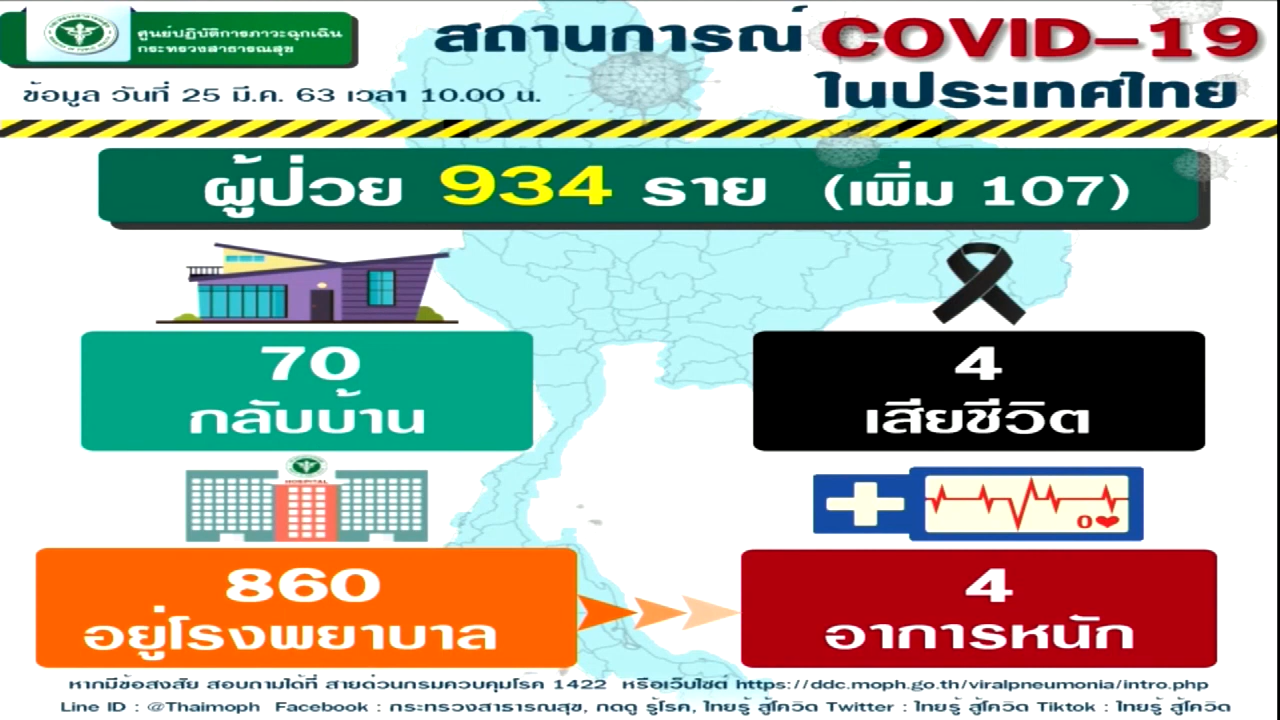 ศูนย์ปฏิบัติการภาวะฉุกเฉิน
กระทรวงสาธารณสุข
สถานการณ์ COVID-19
ในประเทศไทย
ข้อมูล วันที่ 25 มี.ค. 63 เวลา 10.00 น.
ผู้ป่วย 934 ราย (เพิ่ม 107)
70
กลับบ้าน
4
เสียชีวิต
HOSPITAL
0
860
อยู่โรงพยาบาล
4
อาการหนัก
หากมีข้อสงสัย สอบถามได้ที่ สายด่วนกรมควบคุมโรค 1422 หรือเว็บไซต์ https://ddc.moph.go.th/viralpneumonia/intro.php
Line ID : @Thaimoph Facebook : กระทรวงสาธารณสุข, กดดู รู้โรค, ไทยรู้ สู้โควิด Twitter : ไทยรู้ สู้โควิด Tiktok : ไทยรู้ สู้โควิด